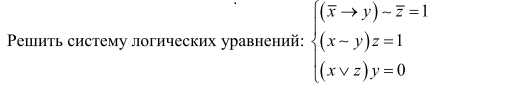 (x̅ → y) ~ z̅ = 1
Решить систему логических уравнений: { (x ~ y) z = 1
(x ∨ z) y = 0